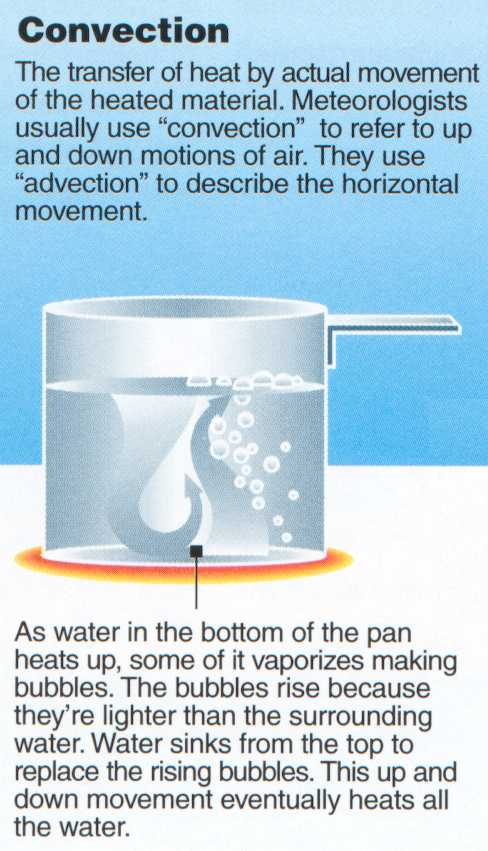 Convection
The transfer of heat by actual movement
of the heated material. Meteorologists
usually use “convection” to refer to up
and down motions of air. They use
“advection” to describe the horizontal
movement.
As water in the bottom of the pan
heats up, some of it vaporizes making
bubbles. The bubbles rise because
they’re lighter than the surrounding
water. Water sinks from the top to
replace the rising bubbles. This up and
down movement eventually heats all
the water.